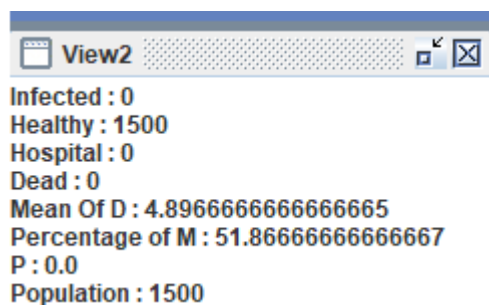 View2
Infected : 0
Healthy : 1500
Hospital : 0
Dead : 0
Mean Of D : 4.8966666666666665
Percentage of M : 51.86666666666667
P : 0.0
Population : 1500